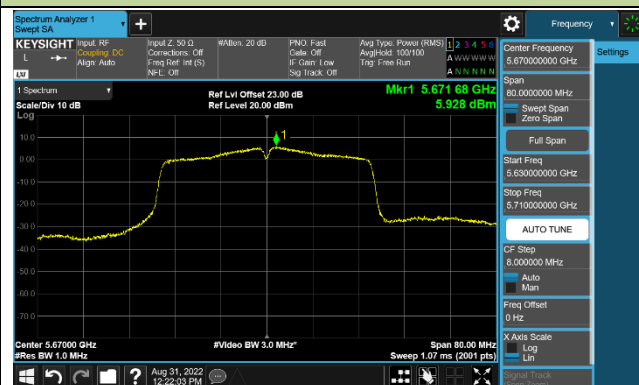 Spectrum Analyzer 1
Swept SA
Frequency
KEYSIGHT
Input: RF
Coupling: DC
Align: Auto
Input Z: 50 Ω
Corrections: Off
Freq Ref: Int (S)
NFE: Off
#Atten: 20 dB
PNO: Fast
Gate: Off
IF Gain: Low
Sig Track: Off
Avg Type: Power (RMS)
Avg|Hold: 100/100
Trig: Free Run
1 2 3 4 5 6
A W W W W W
A N N N N N
L
LXI
Center Frequency
5.670000000 GHz
Settings
Span
80.0000000 MHz
Swept Span
Zero Span
Full Span
Start Freq
5.630000000 GHz
Stop Freq
5.710000000 GHz
AUTO TUNE
CF Step
8.000000 MHz
Auto
Man
Freq Offset
0 Hz
X Axis Scale
Log
Lin
Signal Track
1 Spectrum
Scale/Div 10 dB
Log
Ref Lvl Offset 23.00 dB
Ref Level 20.00 dBm
Mkr1 5.671 68 GHz
5.928 dBm
1
10.0
0.00
-10.0
-20.0
-30.0
-40.0
-50.0
-60.0
-70.0
Center 5.67000 GHz
#Res BW 1.0 MHz
#Video BW 3.0 MHz*
Span 80.00 MHz
Sweep 1.07 ms (2001 pts)
Aug 31, 2022
12:22:03 PM